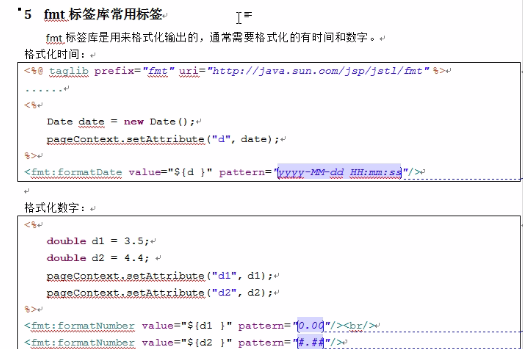 5 fmt 标签库常用标签
fmt 标签库是用来格式化输出的，通常需要格式化的有时间和数字。
格式化时间：
<%@ taglib prefix="fmt" uri="http://java.sun.com/jsp/jstl/fmt" %>
......
<%
Date date = new Date();
pageContext.setAttribute("d", date);
%>
<fmt:formatDate value="${d }" pattern="yyyy-MM-dd HH:mm:ss"/>
格式化数字：
<%
double d1 = 3.5;
double d2 = 4.4;
pageContext.setAttribute("d1", d1);
pageContext.setAttribute("d2", d2);
%>
<fmt:formatNumber value="${d1 }" pattern="0.00"/><br/>
<fmt:formatNumber value="${d2 }" pattern="#.##"/>